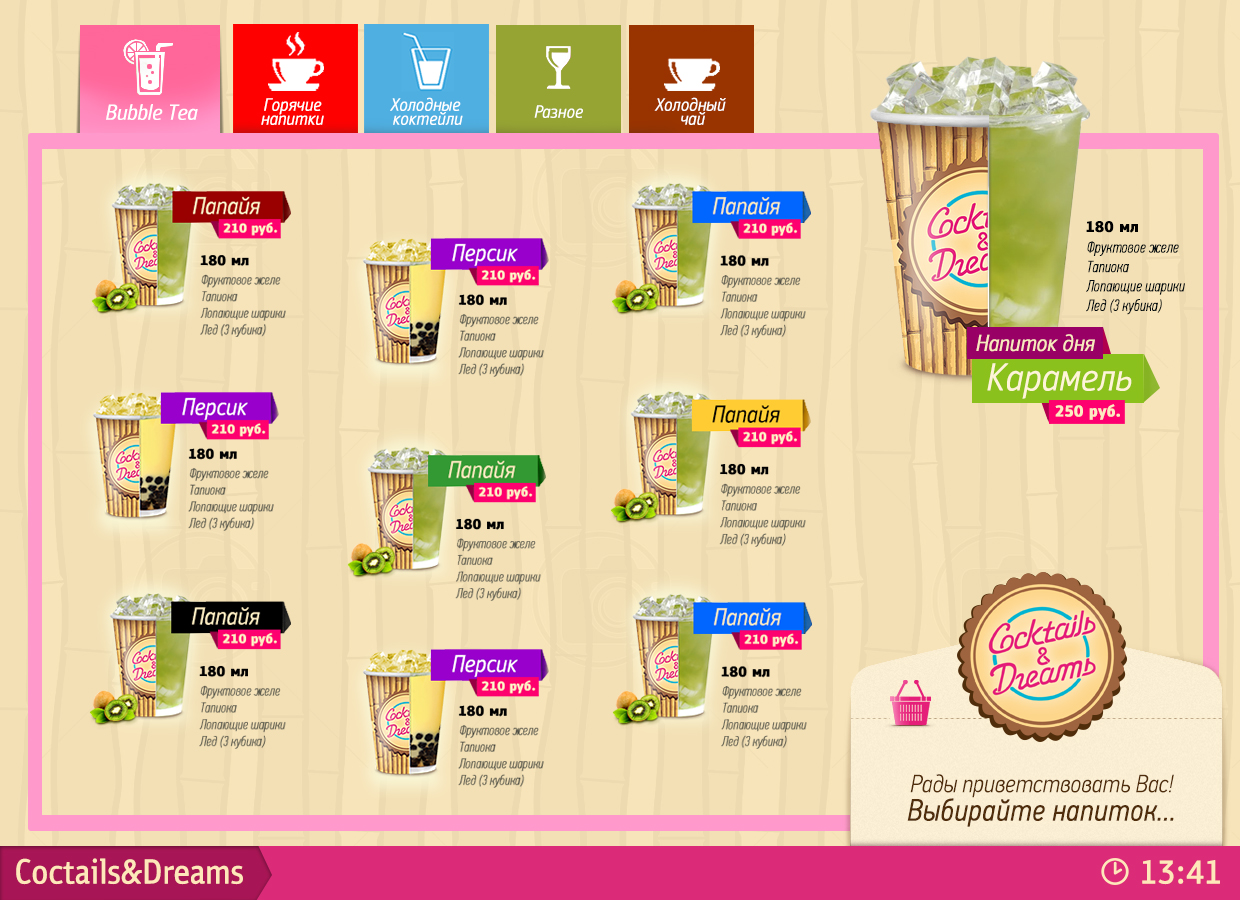 Bubble Tea
Горячие
напитки
Холодные
коктейли
Разное
Холодный
чай
Папайя
210 руб.
180 мл
Фруктовое желе
Тапиока
Лопающие шарики
Лед (3 кубика)
Персик
210 руб.
180 мл
Фруктовое желе
Тапиока
Лопающие шарики
Лед (3 кубика)
Папайя
210 руб.
180 мл
Фруктовое желе
Тапиока
Лопающие шарики
Лед (3 кубика)
Персик
210 руб.
180 мл
Фруктовое желе
Тапиока
Лопающие шарики
Лед (3 кубика)
Папайя
210 руб.
180 мл
Фруктовое желе
Тапиока
Лопающие шарики
Лед (3 кубика)
Папайя
210 руб.
180 мл
Фруктовое желе
Тапиока
Лопающие шарики
Лед (3 кубика)
Папайя
210 руб.
180 мл
Фруктовое желе
Тапиока
Лопающие шарики
Лед (3 кубика)
Персик
210 руб.
180 мл
Фруктовое желе
Тапиока
Лопающие шарики
Лед (3 кубика)
Папайя
210 руб.
180 мл
Фруктовое желе
Тапиока
Лопающие шарики
Лед (3 кубика)
180 мл
Фруктовое желе
Тапиока
Лопающие шарики
Лед (3 кубика)
Напиток дня
Карамель
250 руб.
Cocktails
&
Dreams
Рады приветствовать Вас!
Выбирайте напиток...
Coctails&Dreams
13:41